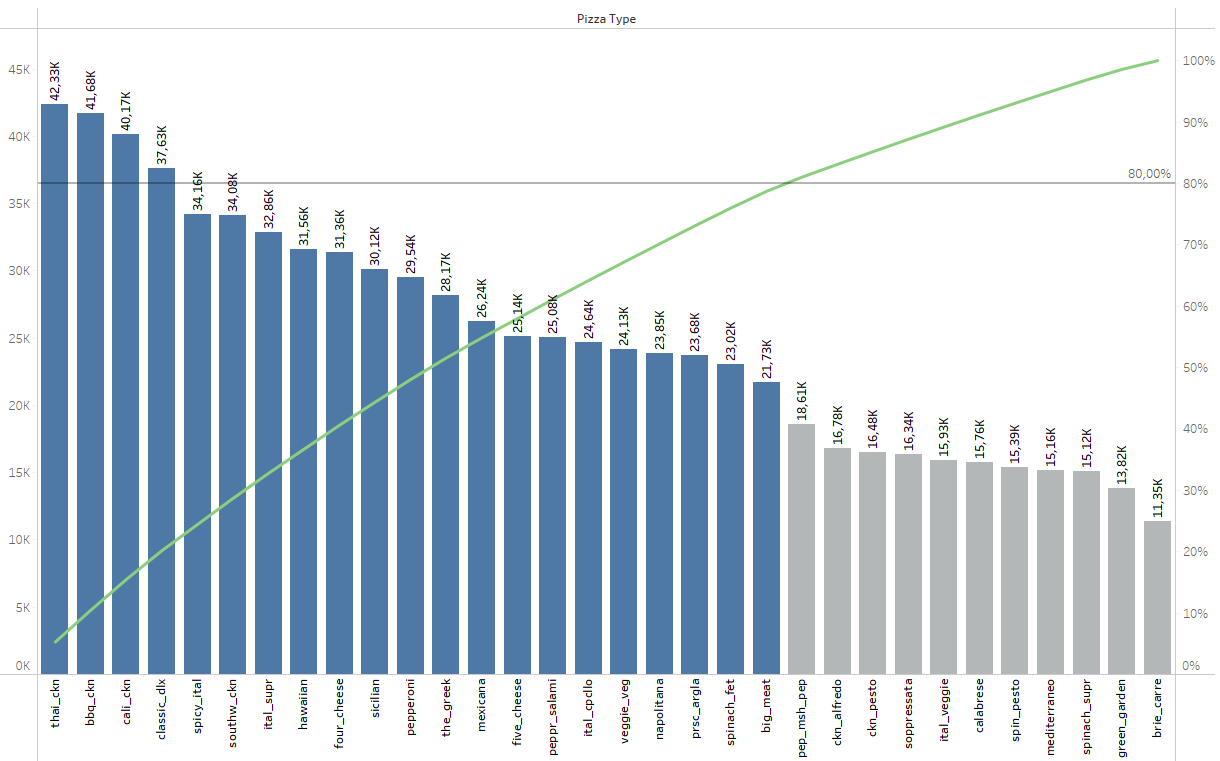 Pizza Type
45K
40K
35K
30K
25K
20K
15K
10K
5K
0K
42,33K
41,68K
40,17K
37,63K
34,16K
34,08K
32,86K
31,56K
31,36K
30,12K
29,54K
28,17K
26,24K
25,14K
25,08K
24,64K
24,13K
23,85K
23,68K
23,02K
21,73K
18,61K
16,78K
16,48K
16,34K
15,93K
15,76K
15,39K
15,16K
15,12K
13,82K
11,35K
80,00%
100%
90%
80%
70%
60%
50%
40%
30%
20%
10%
0%
thai_ckn
bbq_ckn
cali_ckn
classic_dlx
spicy_ital
southw_ckn
ital_supr
hawaiian
four_cheese
sicilian
pepperoni
the_greek
mexicana
five_cheese
peppr_salami
ital_cpcllo
veggie_veg
napolitana
prsc_argla
spinach_fet
big_meat
pep_msh_pep
ckn_alfredo
ckn_pesto
soppressata
ital_veggie
calabrese
spin_pesto
mediterraneo
spinach_supr
green_garden
brie_carre